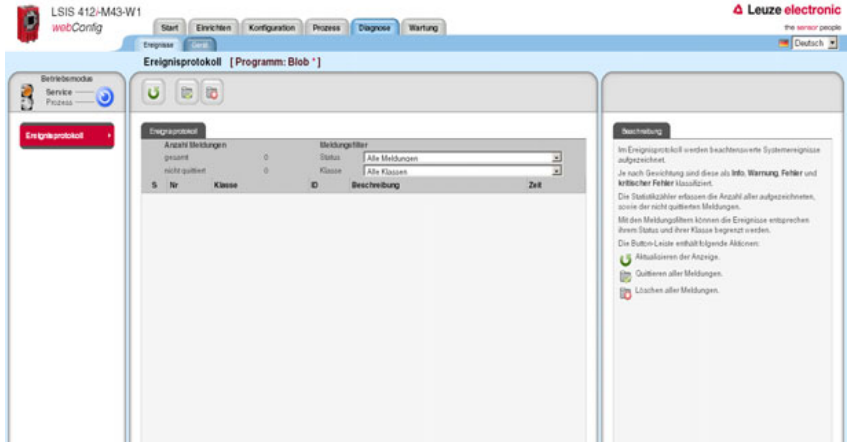 LSIS 412i-M43-W1
webConfig
Leuze electronic
the sensor people
Start Einrichten Konfiguration Prozess Diagnose Wartung
Ereignisse Gerät
Deutsch
Ereignisprotokoll [Programm: Blob *]
Betriebsmodus
Service
Prozess
Ereignisprotokoll
Ereignisprotokoll
Anzahl Meldungen Meldungsfilter
gesamt 0 Status Alle Meldungen
nicht quittiert 0 Klasse Alle Klassen
S Nr Klasse ID Beschreibung Zeit
Beschreibung
Im Ereignisprotokoll werden beachtenswerte Systemereignisse
aufgezeichnet.
Je nach Gewichtung sind diese als Info, Warnung, Fehler und
kritischer Fehler klassifiziert.
Die Statistikzähler erfassen die Anzahl aller aufgezeichneten,
sowie der nicht quittierten Meldungen.
Mit den Meldungsfiltern können die Ereignisse entsprechen
ihrem Status und ihrer Klasse begrenzt werden.
Die Button-Leiste enthält folgende Aktionen:
Aktualisieren der Anzeige.
Quittieren aller Meldungen.
Löschen aller Meldungen.